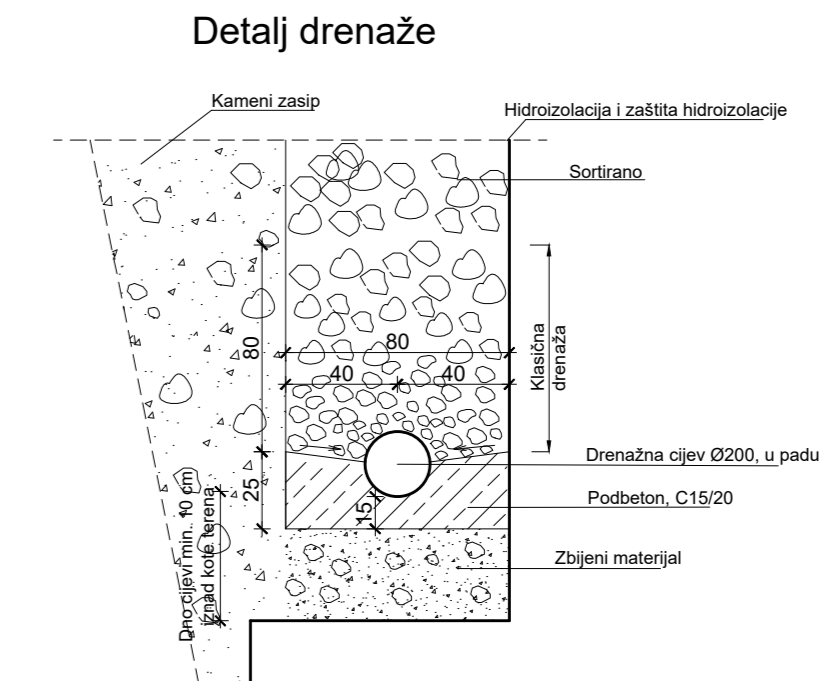 Detalj drenaže
Kameni zasip
Hidroizolacija i zaštita hidroizolacije
Sortirano
80
80
40
40
Klasična
drenaža
Drenažna cijev Ø200, u padu
25
15
Podbeton, C15/20
Dno cijevi min.. 10 cm
iznad kote terena
Zbijeni materijal